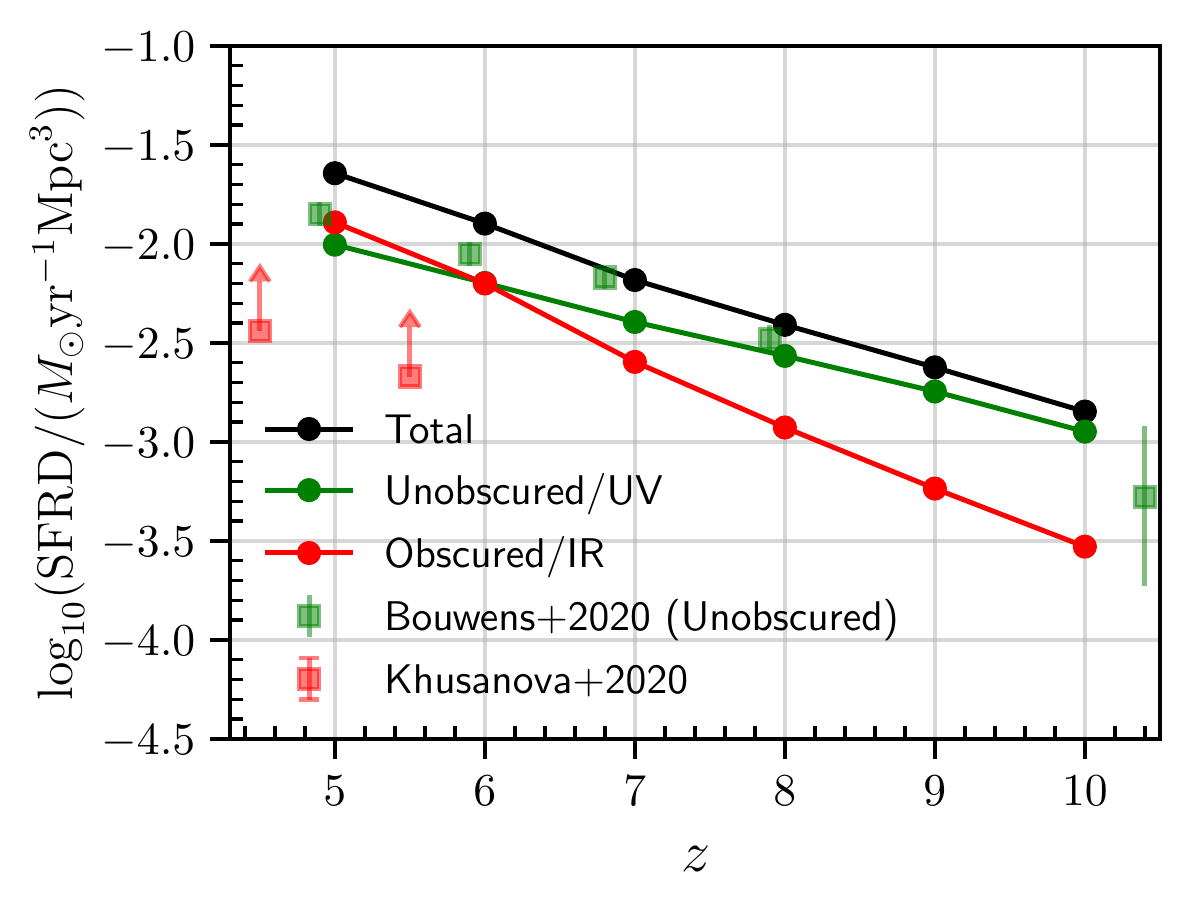 −1.0
−1.5
−2.0
−2.5
−3.0
−3.5
−4.0
−4.5
log₁₀(SFRD/(M⊙yr⁻¹Mpc³))
Total
Unobscured/UV
Obscured/IR
Bouwens+2020 (Unobscured)
Khusanova+2020
5 6 7 8 9 10
z